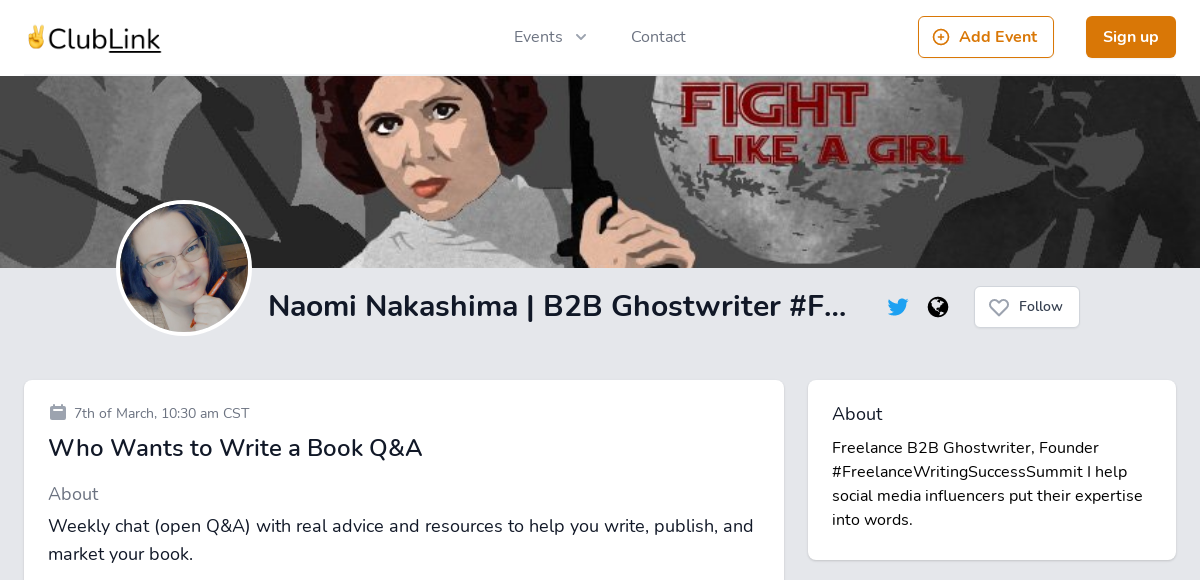 ✌️ClubLink
Events
Contact
Add Event
Sign up
FIGHT
LIKE A GIRL
Naomi Nakashima | B2B Ghostwriter #F...
Follow
7th of March, 10:30 am CST
Who Wants to Write a Book Q&A
About
Weekly chat (open Q&A) with real advice and resources to help you write, publish, and
market your book.
About
Freelance B2B Ghostwriter, Founder
#FreelanceWritingSuccessSummit I help
social media influencers put their expertise
into words.